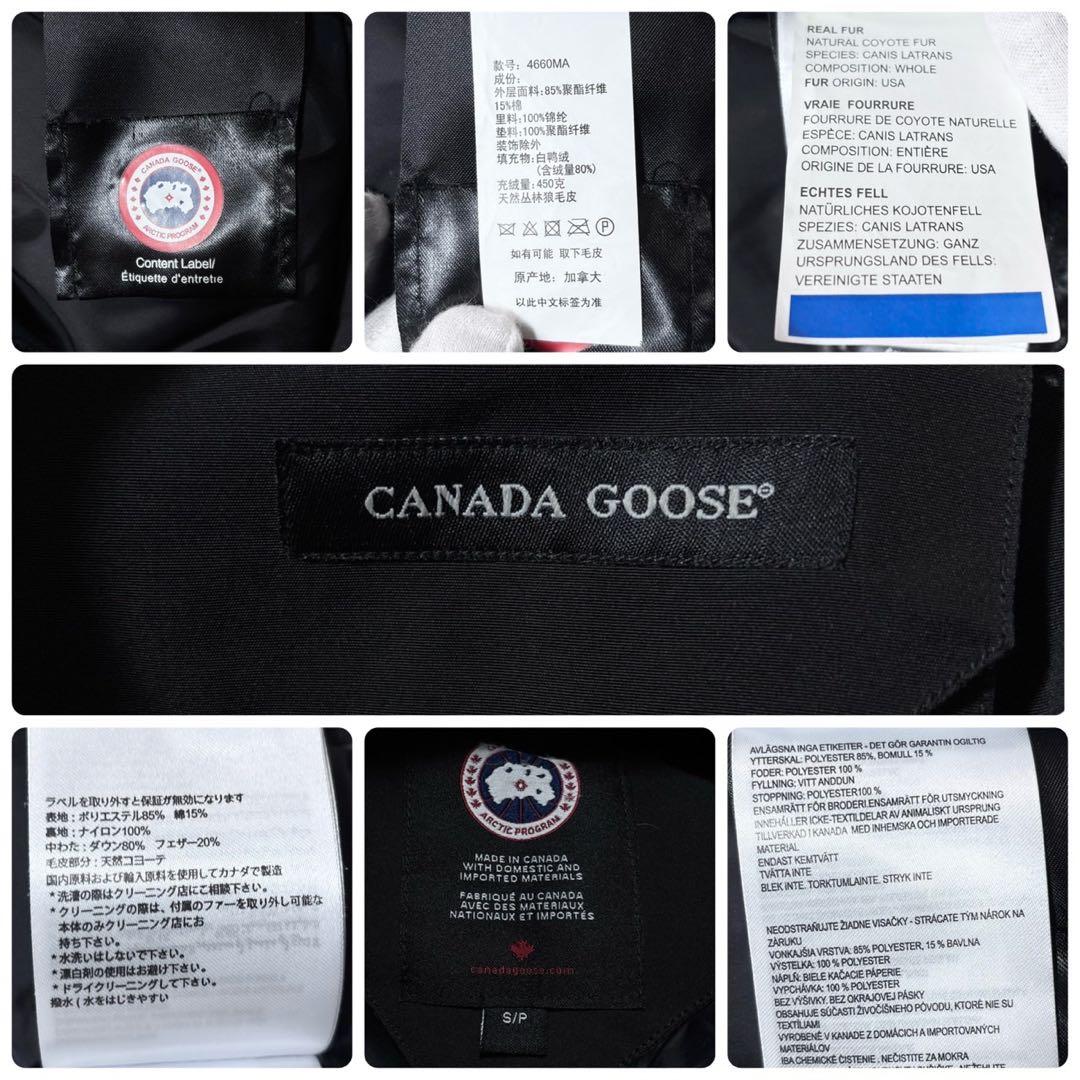 CANADA GOOSE®
ARCTIC PROGRAM
Content Label/
Étiquette d'entretie
款号: 4660MA
成份:
外层面料:85%聚酯纤维
15%棉
里料:100%锦纶
垫料:100%聚酯纤维
装饰除外
填充物:白鸭绒
(含绒量80%)
充绒量:450克
天然丛林狼毛皮
如有可能 取下毛皮
原产地: 加拿大
以此中文标签为准
REAL FUR
NATURAL COYOTE FUR
SPECIES: CANIS LATRANS
COMPOSITION: WHOLE
FUR ORIGIN: USA
VRAIE FOURRURE
FOURRURE DE COYOTE NATURELLE
ESPÈCE: CANIS LATRANS
COMPOSITION: ENTIÈRE
ORIGINE DE LA FOURRURE: USA
ECHTES FELL
NATÜRLICHES KOJOTENFELL
SPEZIES: CANIS LATRANS
ZUSAMMENSETZUNG: GANZ
URSPRUNGSLAND DES FELLS:
VEREINIGTE STAATEN
CANADA GOOSE®
ラベルを取り外すと保証が無効になります
表地: ポリエステル85% 綿15%
裏地: ナイロン100%
中わた: ダウン80% フェザー20%
毛皮部分: 天然コヨーテ
国内原料および輸入原料を使用してカナダで製造
*洗濯の際はクリーニング店にご相談下さい。
*クリーニングの際は、付属のファーを取り外し可能な
本体のみクリーニング店にお
持ち下さい。
*水洗いはしないで下さい。
*漂白剤の使用はお避け下さい。
*ドライクリーニングして下さい。
撥水 (水をはじきやすい
ARCTIC PROGRAM
MADE IN CANADA
WITH DOMESTIC AND
IMPORTED MATERIALS
FABRIQUÉ AU CANADA
AVEC DES MATERIAUX
NATIONAUX ET IMPORTÉS
canadagoose.com
S/P
AVLÄGSNA INGA ETIKEITER - DET GÖR GARANTIN OGILTIG
YTTERSKAL: POLYESTER 85%, BOMULL 15 %
FODER: POLYESTER 100 %
FYLLNING: VITT ANDDUN
STOPPNING: POLYESTER100 %
ENSAMRÄTT FÖR BRODERI.ENSAMRÄTT FÖR UTSMYCKNING
INNEHÅLLER ICKE-TEXTILDELAR AV ANIMALISKT URSPRUNG
TILLVERKAD I KANADA MED INHEMSKA OCH IMPORTERADE
MATERIAL
ENDAST KEMTVÄTT
TVÄTTA INTE
BLEK INTE. TORKTUMLAINTE. STRYK INTE
NEODSTRAŇUJTE ŽIADNE VISAČKY - STRÁCATE TÝM NÁROK NA
ZÁRUKU
VONKAJŠIA VRSTVA: 85% POLYESTER, 15 % BAVLNA
VÝSTELKA: 100 % POLYESTER
NÁPLŇ: BIELE KAČACIE PÁPERIE
VYPCHÁVKA: 100 % POLYESTER
BEZ VÝŠIVKY. BEZ OKRAJOVEJ PÁSKY
OBSAHUJE SÚČASTI ŽIVOČÍŠNEHO PÔVODU, KTORÉ NIE SU
TEXTÍLIAMI
VYROBENÉ V KANADE Z DOMÁCICH A IMPORTOVANÝCH
MATERIÁLOV
IBA CHEMICKÉ ČISTENIE , NEČISTITE ZA MOKRA